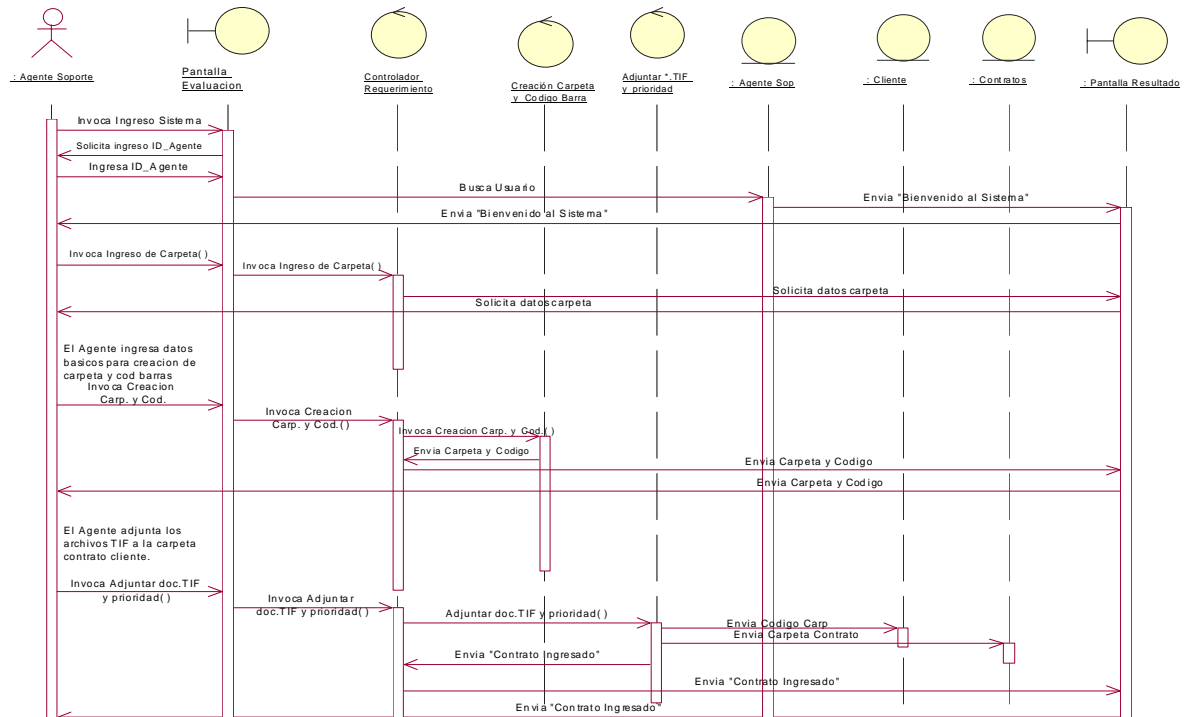 : Agente Soporte
Pantalla
Evaluacion
Controlador
Requerimiento
Creación Carpeta
y Codigo Barra
Adjuntar *.TIF
y prioridad
: Agente Sop
: Cliente
: Contratos
: Pantalla Resultado
Invoca Ingreso Sistema
Solicita ingreso ID_Agente
Ingresa ID_Agente
Busca Usuario
Envia "Bienvenido al Sistema"
Envia "Bienvenido al Sistema"
Invoca Ingreso de Carpeta( )
Invoca Ingreso de Carpeta( )
Solicita datos carpeta
Solicita datos carpeta
El Agente ingresa datos
basicos para creacion de
carpeta y cod barras
Invoca Creacion
Carp. y Cod.
Invoca Creacion
Carp. y Cod.( )
Invoca Creacion Carp. y Cod.( )
Envia Carpeta y Codigo
Envia Carpeta y Codigo
Envia Carpeta y Codigo
El Agente adjunta los
archivos TIF a la carpeta
contrato cliente.
Invoca Adjuntar doc.TIF
y prioridad( )
Invoca Adjuntar
doc.TIF y prioridad( )
Adjuntar doc.TIF y prioridad( )
Envia Codigo Carp
Envia Carpeta Contrato
Envia "Contrato Ingresado"
Envia "Contrato Ingresado"
Envia "Contrato Ingresado"